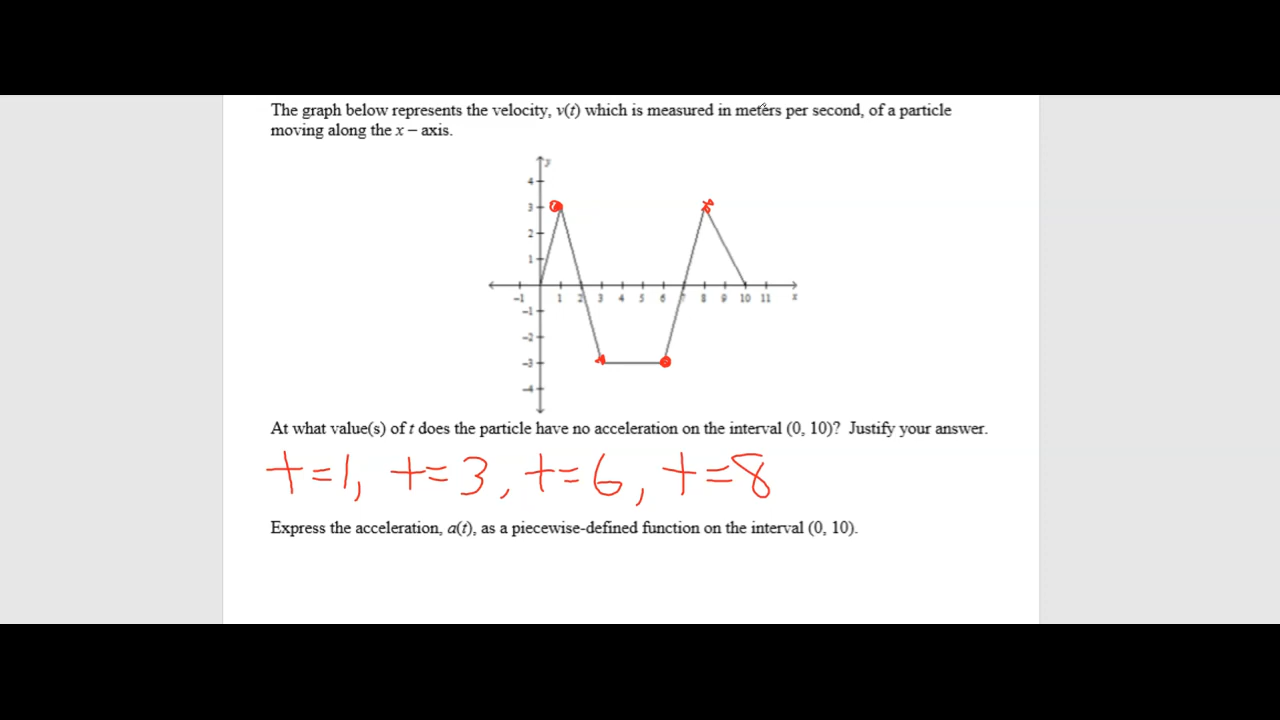 The graph below represents the velocity, v(t) which is measured in meters per second, of a particle
moving along the x – axis.
y
4
3
2
1
-1 1 2 3 4 5 6 7 8 9 10 11 x
-1
-2
-3
-4
At what value(s) of t does the particle have no acceleration on the interval (0, 10)? Justify your answer.
t=1, t=3, t=6, t=8
Express the acceleration, a(t), as a piecewise-defined function on the interval (0, 10).